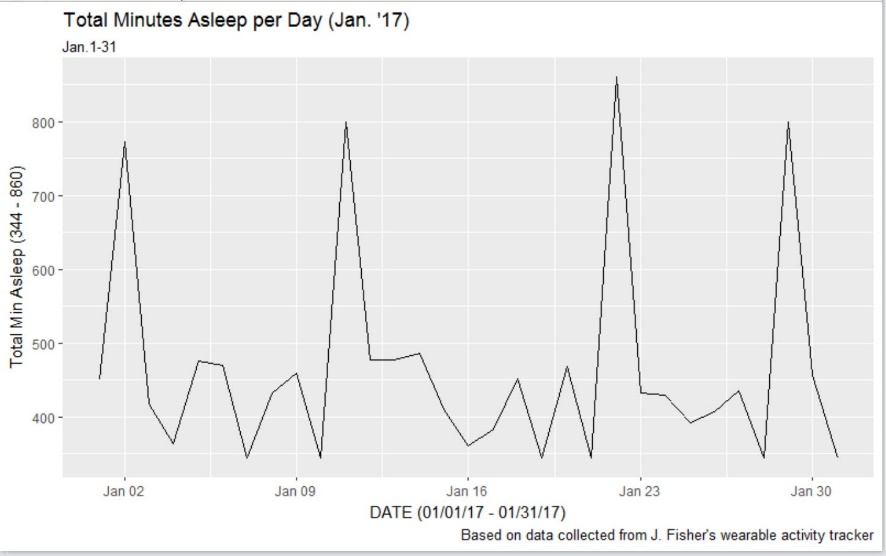 Total Minutes Asleep per Day (Jan. '17)
Jan.1-31
Total Min Asleep (344 - 860)
800
700
600
500
400
Jan 02
Jan 09
Jan 16
Jan 23
Jan 30
DATE (01/01/17 - 01/31/17)
Based on data collected from J. Fisher's wearable activity tracker